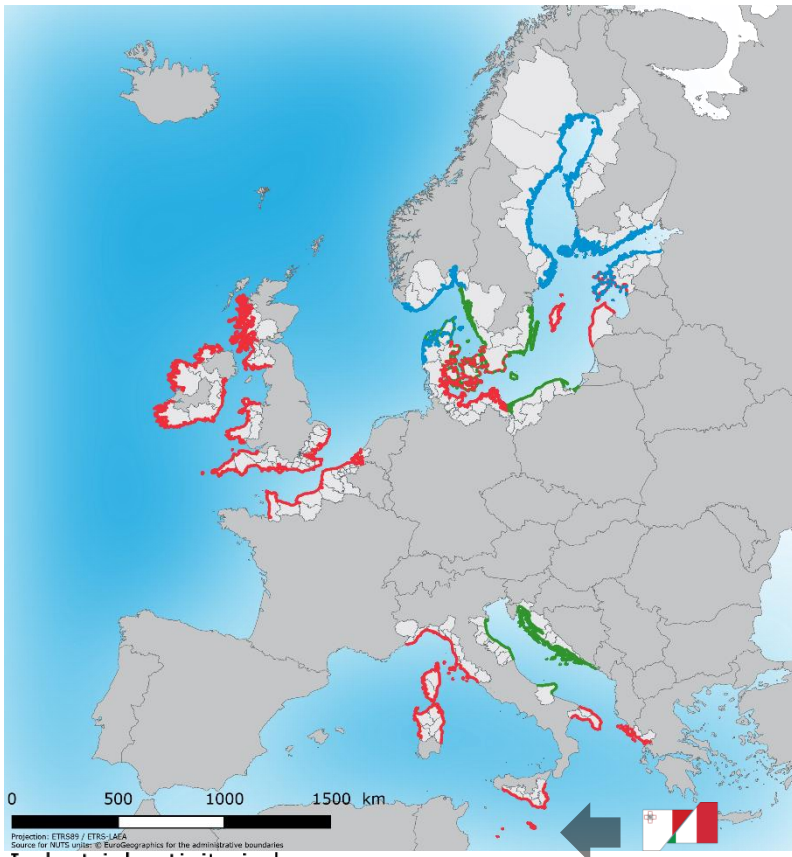 0 500 1000 1500 km
Projection: ETRS89 / ETRS-LAEA
Source for NUTS units: © EuroGeographics for the administrative boundaries